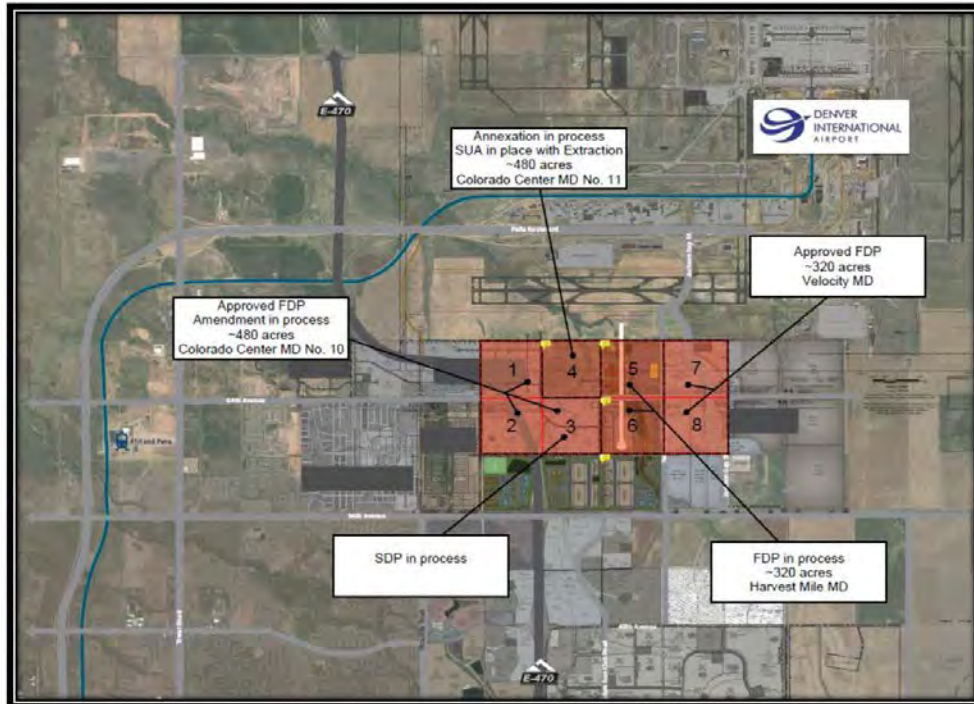 E-470
DENVER
INTERNATIONAL
AIRPORT
Annexation in process
SUA in place with Extraction
~480 acres
Colorado Center MD No. 11
Approved FDP
~320 acres
Velocity MD
Approved FDP
Amendment in process
~480 acres
Colorado Center MD No. 10
1
4
5
7
2
3
6
8
SDP in process
FDP in process
~320 acres
Harvest Mile MD
E-470